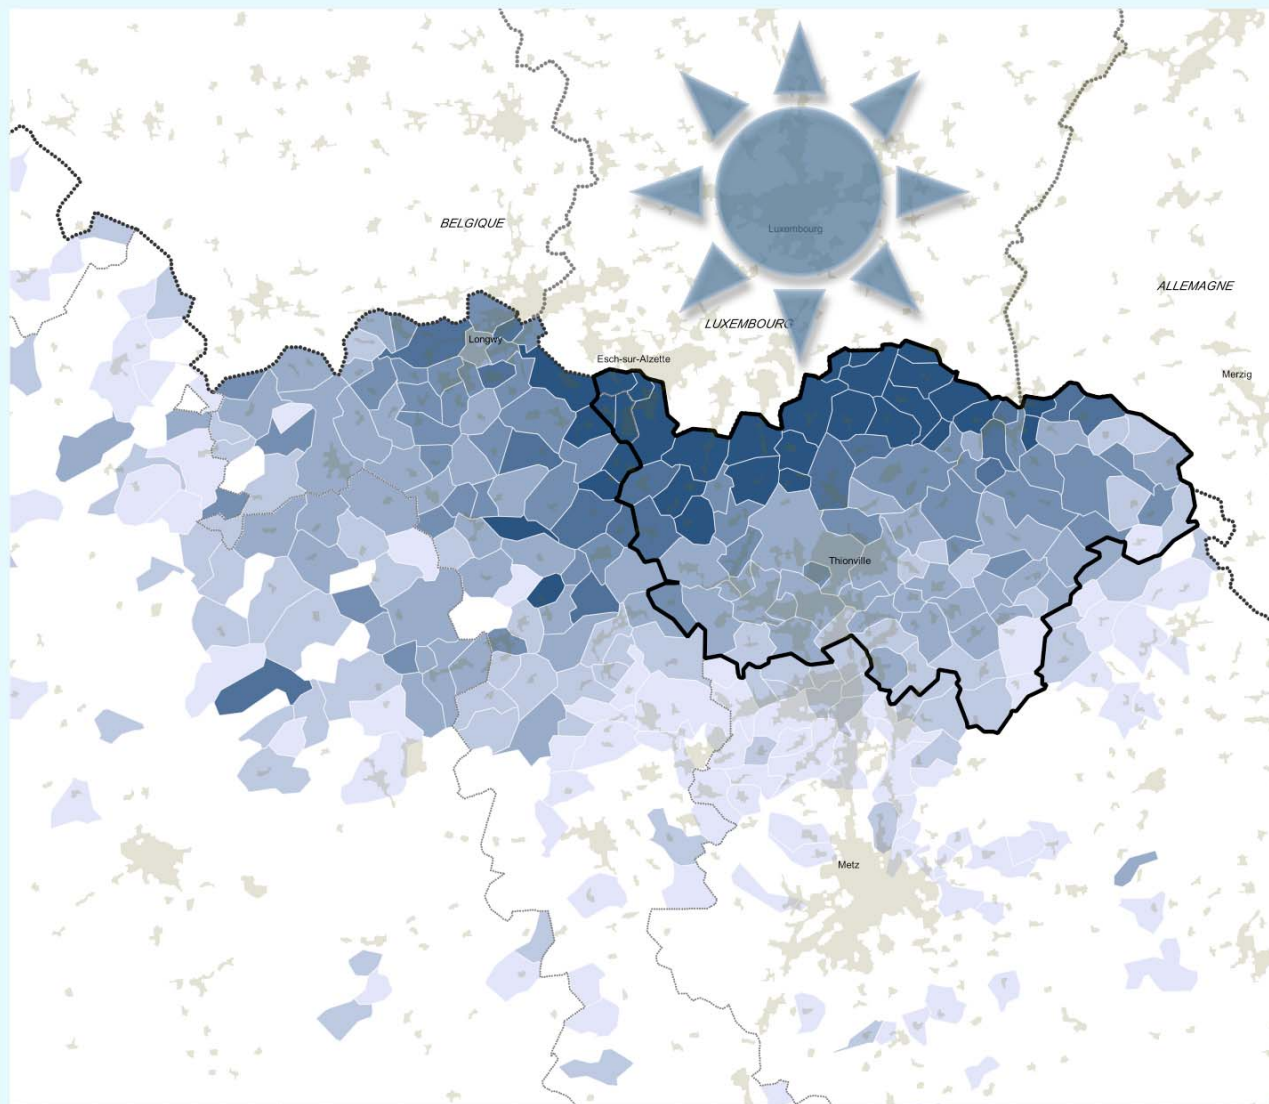 BELGIQUE
Luxembourg
ALLEMAGNE
LUXEMBOURG
Longwy
Esch-sur-Alzette
Merzig
Thionville
Metz